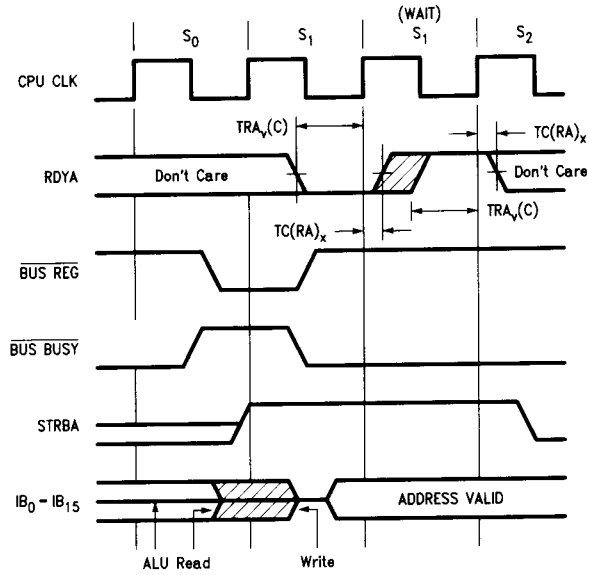 (WAIT)
S0 S1 S1 S2
CPU CLK
TRAv(C)
TC(RA)x
RDYA
Don't Care
Don't Care
TC(RA)x
TRAv(C)
BUS REG
BUS BUSY
STRBA
IB0 - IB15
ADDRESS VALID
ALU Read
Write